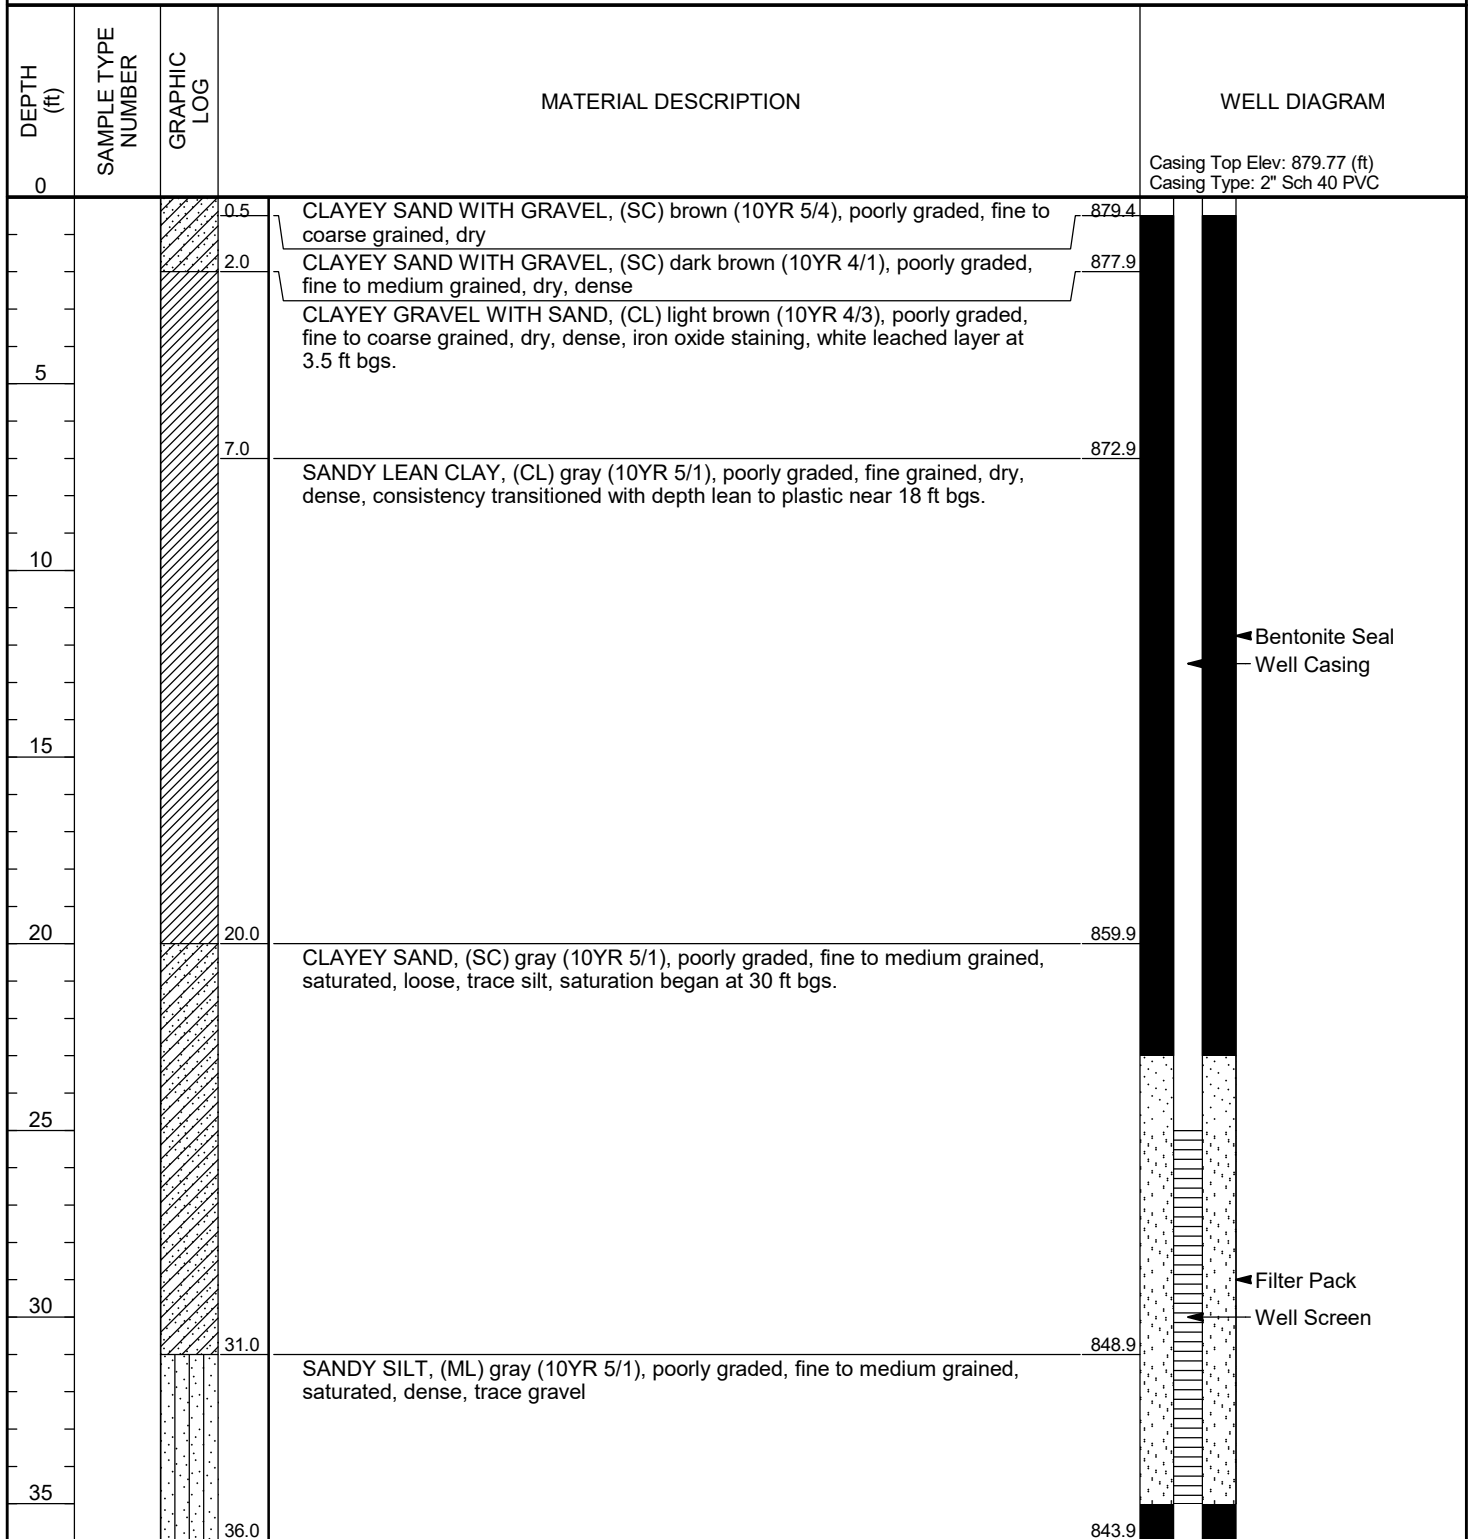 DEPTH
(ft)
SAMPLE TYPE
NUMBER
GRAPHIC
LOG
MATERIAL DESCRIPTION
WELL DIAGRAM
Casing Top Elev: 879.77 (ft)
Casing Type: 2" Sch 40 PVC
0
0.5
CLAYEY SAND WITH GRAVEL, (SC) brown (10YR 5/4), poorly graded, fine to
coarse grained, dry
879.4
2.0
CLAYEY SAND WITH GRAVEL, (SC) dark brown (10YR 4/1), poorly graded,
fine to medium grained, dry, dense
877.9
CLAYEY GRAVEL WITH SAND, (CL) light brown (10YR 4/3), poorly graded,
fine to coarse grained, dry, dense, iron oxide staining, white leached layer at
3.5 ft bgs.
5
7.0
872.9
SANDY LEAN CLAY, (CL) gray (10YR 5/1), poorly graded, fine grained, dry,
dense, consistency transitioned with depth lean to plastic near 18 ft bgs.
10
Bentonite Seal
Well Casing
15
20
20.0
859.9
CLAYEY SAND, (SC) gray (10YR 5/1), poorly graded, fine to medium grained,
saturated, loose, trace silt, saturation began at 30 ft bgs.
25
Filter Pack
30
Well Screen
31.0
848.9
SANDY SILT, (ML) gray (10YR 5/1), poorly graded, fine to medium grained,
saturated, dense, trace gravel
35
36.0
843.9